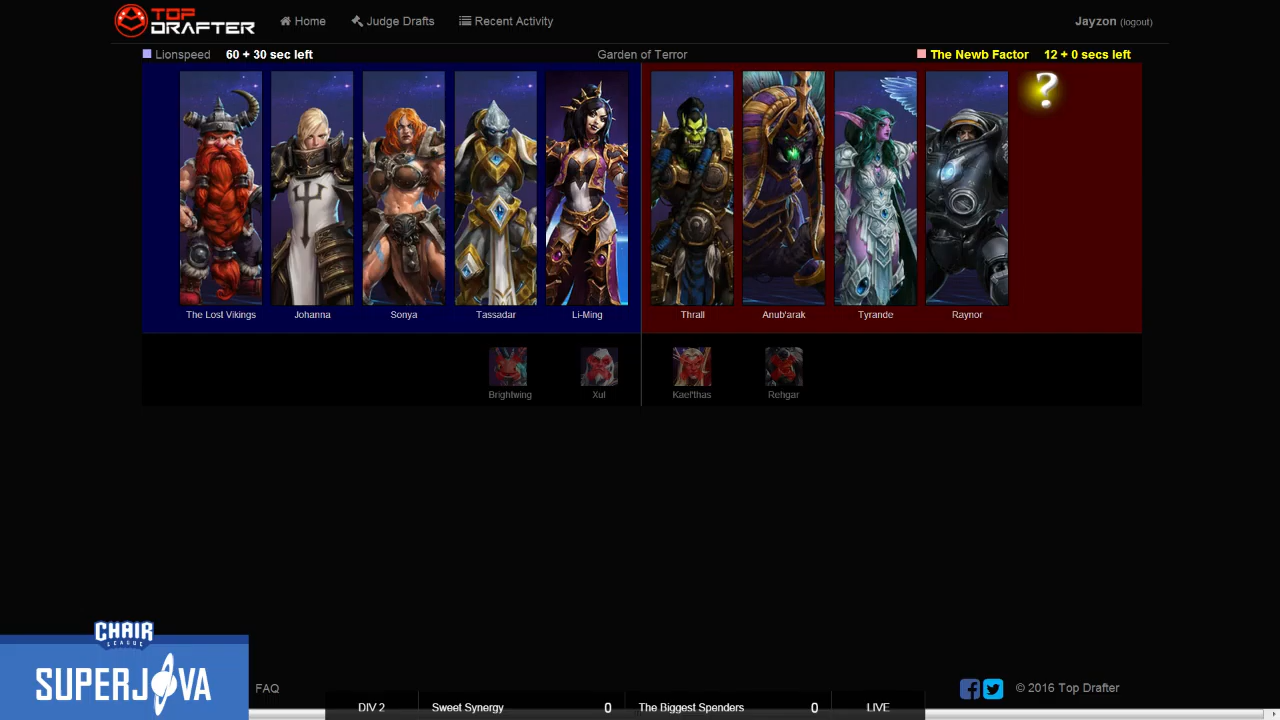 TOP DRAFTER
Home Judge Drafts Recent Activity Jayzon (logout)
Lionspeed 60 + 30 sec left Garden of Terror The Newb Factor 12 + 0 secs left
?
The Lost Vikings Johanna Sonya Tassadar Li-Ming Thrall Anub'arak Tyrande Raynor
Brightwing Xul Kael'thas Rehgar
CHAIR
LEAGUE
SUPERJOVA
FAQ © 2016 Top Drafter
DIV 2 Sweet Synergy 0 The Biggest Spenders 0 LIVE